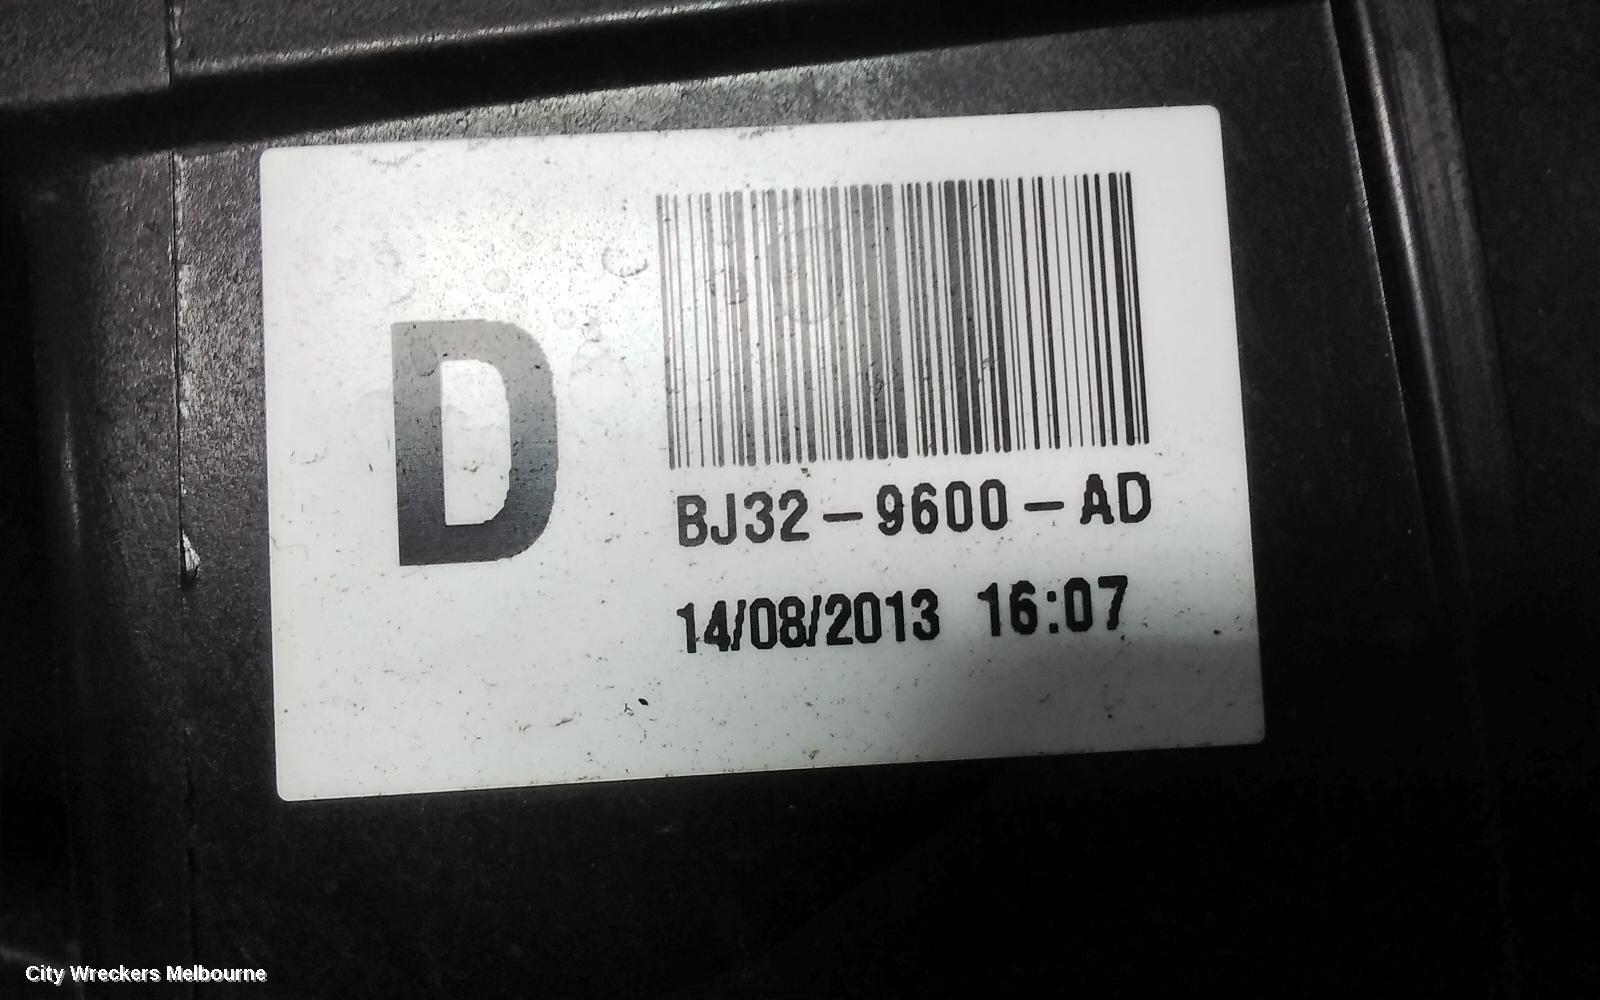 D
BJ32-9600-AD
14/08/2013 16:07
City Wreckers Melbourne